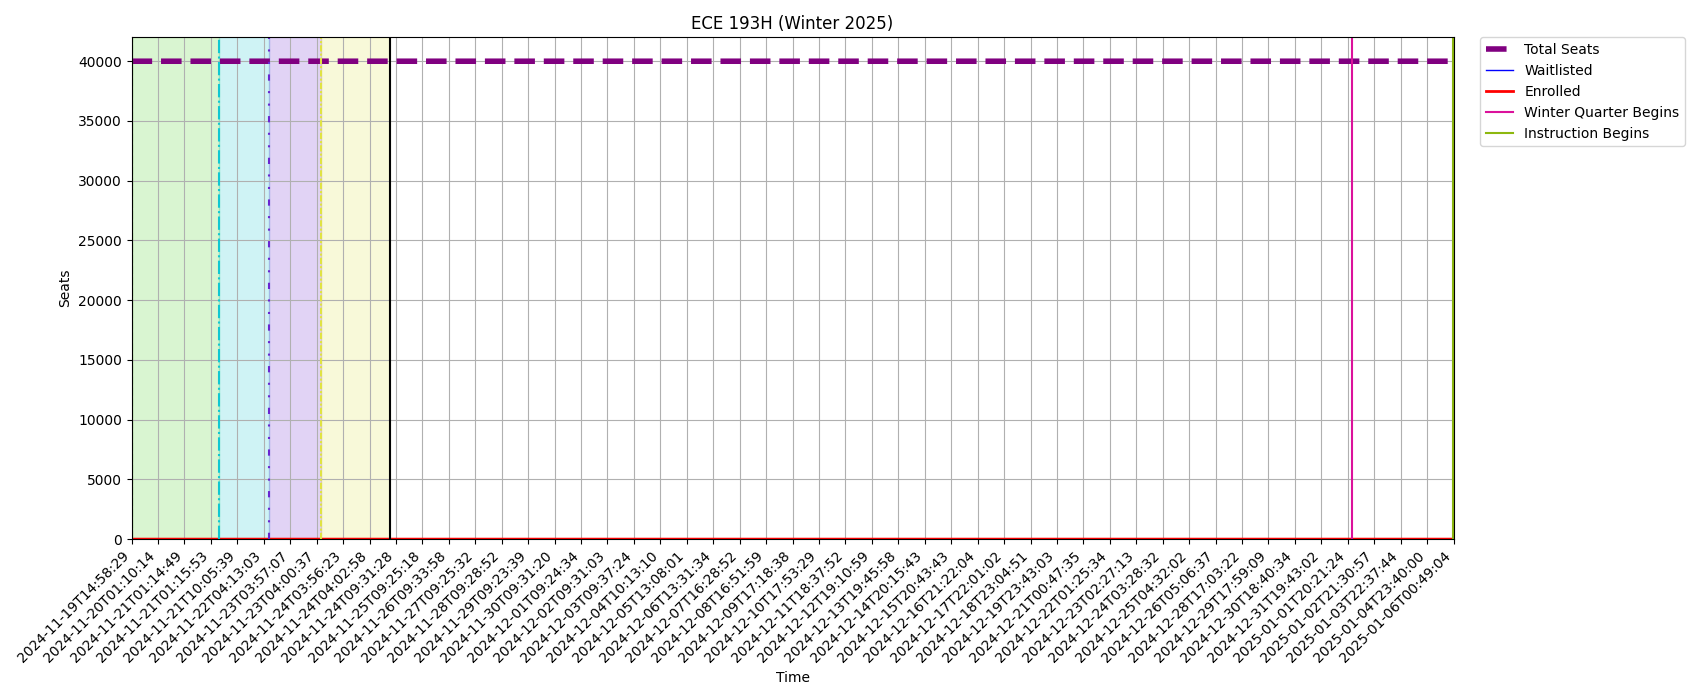 ECE 193H (Winter 2025)
Total Seats
Waitlisted
Enrolled
Winter Quarter Begins
Instruction Begins
Seats
40000
35000
30000
25000
20000
15000
10000
5000
0
2024-11-19T14:58:29
2024-11-20T01:10:14
2024-11-21T01:14:49
2024-11-21T01:15:53
2024-11-21T10:05:39
2024-11-22T04:13:03
2024-11-23T03:57:07
2024-11-23T04:00:37
2024-11-24T03:56:23
2024-11-24T04:02:58
2024-11-24T09:31:28
2024-11-25T09:25:18
2024-11-26T09:33:58
2024-11-27T09:25:32
2024-11-28T09:28:52
2024-11-29T09:23:39
2024-11-30T09:31:20
2024-12-01T09:24:34
2024-12-02T09:31:03
2024-12-03T09:37:24
2024-12-04T10:13:10
2024-12-05T13:08:01
2024-12-06T13:31:34
2024-12-07T16:28:52
2024-12-08T16:51:59
2024-12-09T17:18:38
2024-12-10T17:53:29
2024-12-11T18:37:52
2024-12-12T19:10:59
2024-12-13T19:45:58
2024-12-14T20:15:43
2024-12-15T20:43:43
2024-12-16T21:22:04
2024-12-17T22:01:02
2024-12-18T23:04:51
2024-12-19T23:43:03
2024-12-21T00:47:35
2024-12-22T01:25:34
2024-12-23T02:27:13
2024-12-24T03:28:32
2024-12-25T04:32:02
2024-12-26T05:06:37
2024-12-28T17:03:22
2024-12-29T17:59:09
2024-12-30T18:40:34
2024-12-31T19:43:02
2025-01-01T20:21:24
2025-01-02T21:30:57
2025-01-03T22:37:44
2025-01-04T23:40:00
2025-01-06T00:49:04
Time